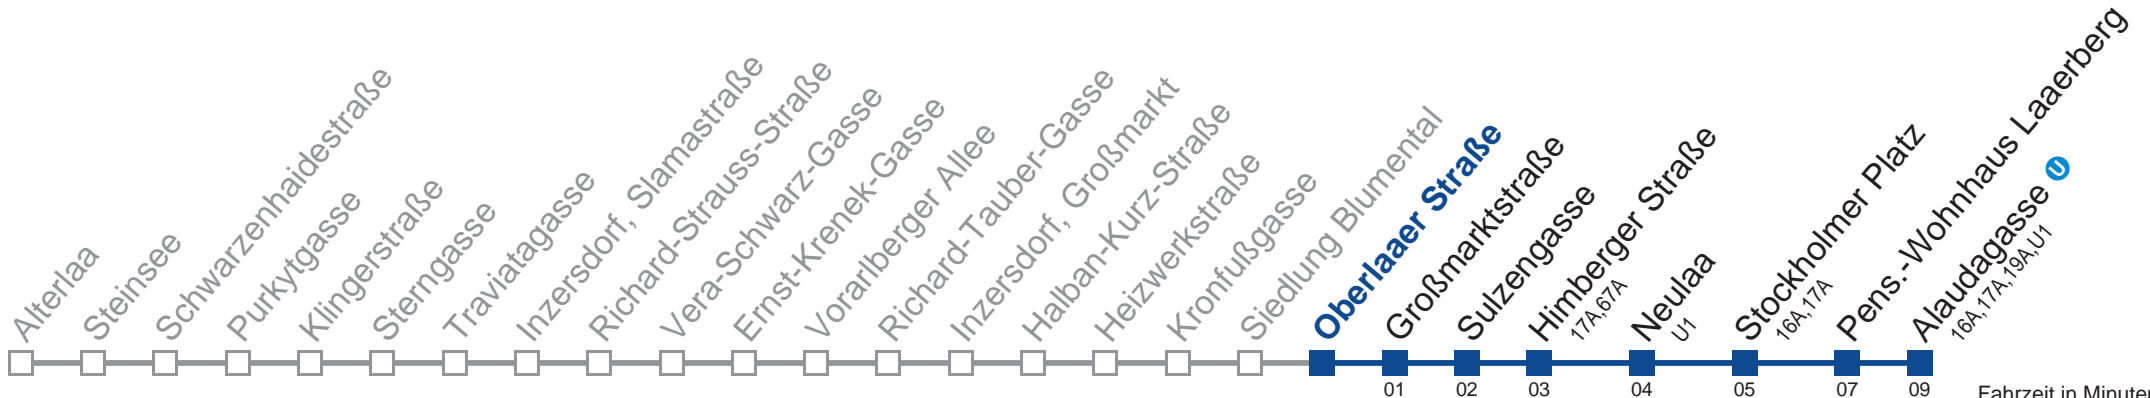 Alterlaa
Steinsee
Schwarzenhaidestraße
Purkytgasse
Klingerstraße
Sterngasse
Traviatagasse
Inzersdorf, Slamastraße
Richard-Strauss-Straße
Vera-Schwarz-Gasse
Ernst-Krenek-Gasse
Vorarlberger Allee
Richard-Tauber-Gasse
Inzersdorf, Großmarkt
Halban-Kurz-Straße
Heizwerkstraße
Kronfußgasse
Siedlung Blumental
Oberlaaer Straße
Großmarktstraße
Sulzengasse
Himberger Straße
17A,67A
Neulaa
U1
Stockholmer Platz
16A,17A
Pens.-Wohnhaus Laaerberg
Alaudagasse U
16A,17A,19A,U1
01 02 03 04 05 07 09
Fahrzeit in Minuten